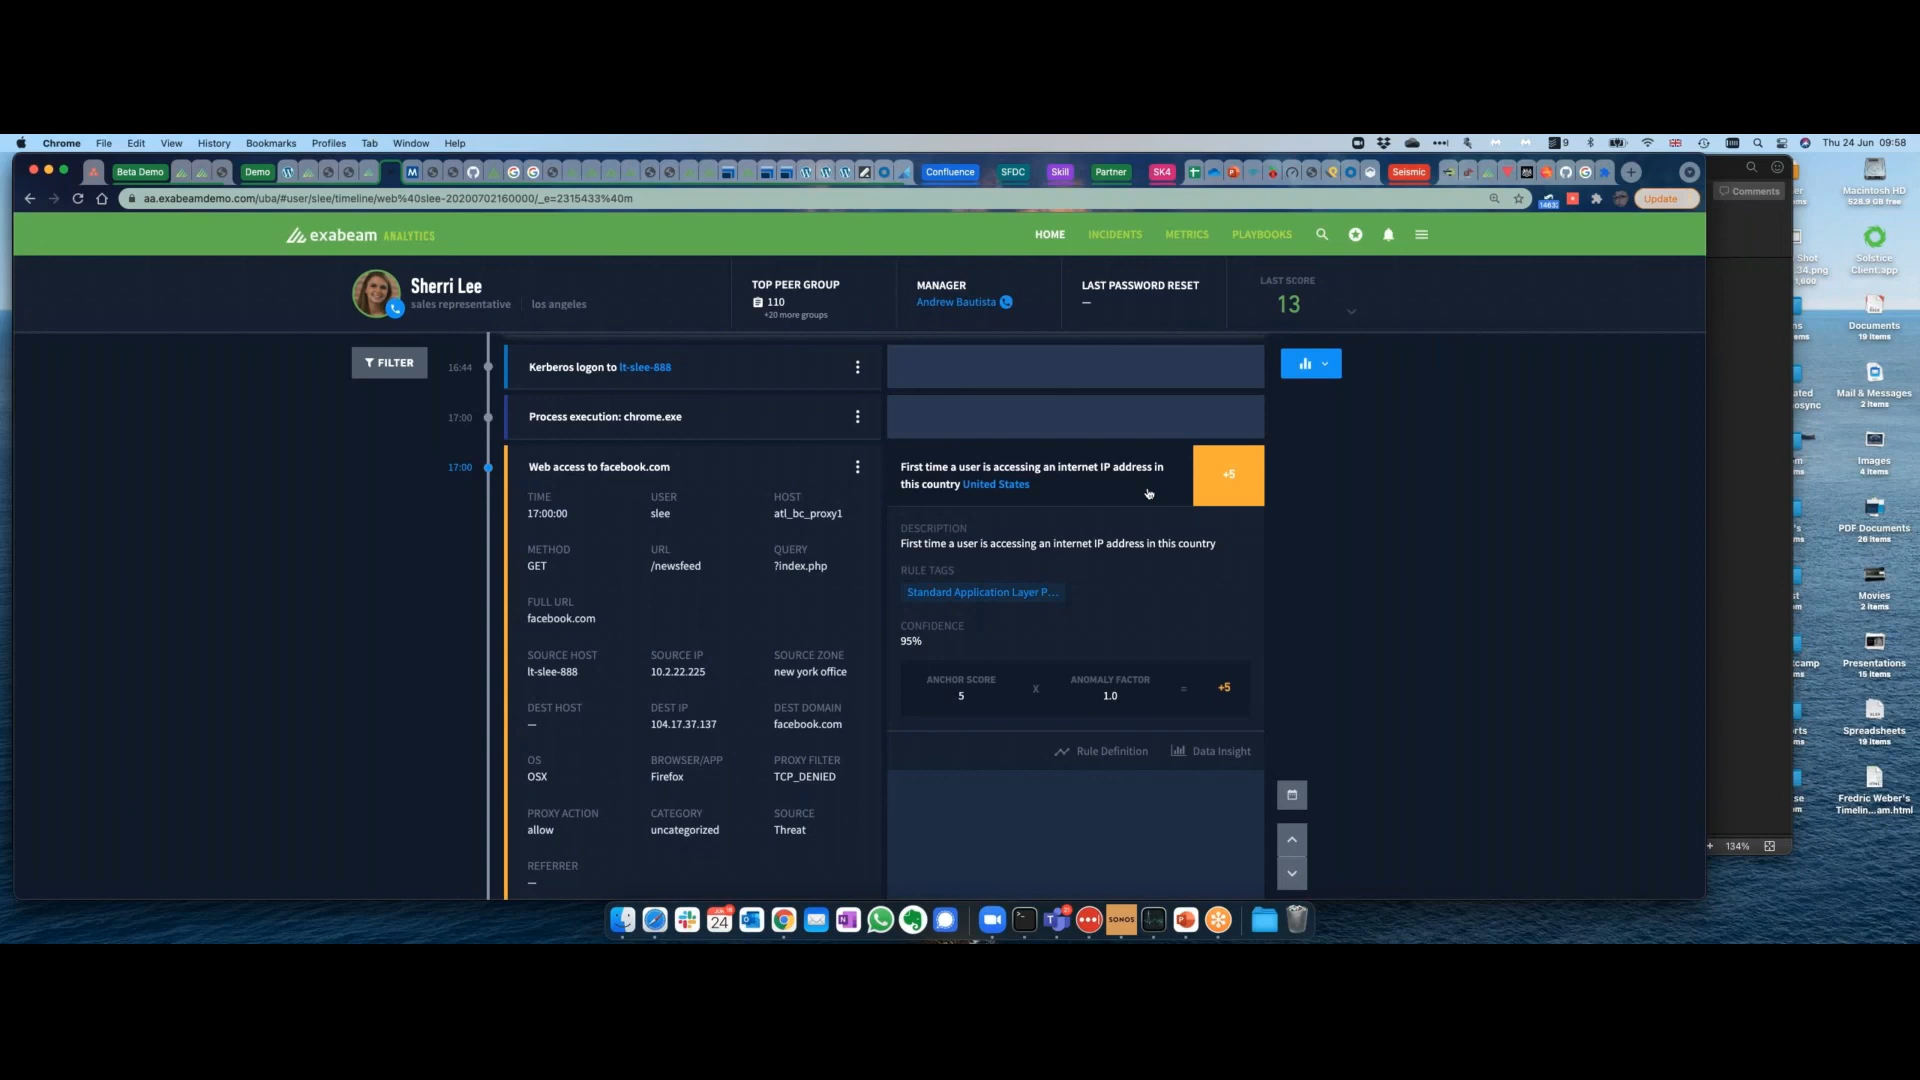 Chrome File Edit View History Bookmarks Profiles Tab Window Help
9
Thu 24 Jun 09:58
Beta Demo
Demo
Confluence
SFDC
Skill
Partner
SK4
Seismic
aa.exabeamdemo.com/uba/#user/slee/timeline/web%40slee-20200702160000/_e=2315433%40m
Update
Comments
exabeam ANALYTICS
HOME INCIDENTS METRICS PLAYBOOKS
Sherri Lee
sales representative
los angeles
TOP PEER GROUP
110
+20 more groups
MANAGER
Andrew Bautista
LAST PASSWORD RESET
—
LAST SCORE
13
FILTER
16:44
Kerberos logon to lt-slee-888
17:00
Process execution: chrome.exe
17:00
Web access to facebook.com
TIME USER HOST
17:00:00 slee atl_bc_proxy1
METHOD URL QUERY
GET /newsfeed ?index.php
FULL URL
facebook.com
SOURCE HOST SOURCE IP SOURCE ZONE
lt-slee-888 10.2.22.225 new york office
DEST HOST DEST IP DEST DOMAIN
— 104.17.37.137 facebook.com
OS BROWSER/APP PROXY FILTER
OSX Firefox TCP_DENIED
PROXY ACTION CATEGORY SOURCE
allow uncategorized Threat
REFERRER
—
First time a user is accessing an internet IP address in
this country United States
+5
DESCRIPTION
First time a user is accessing an internet IP address in this country
RULE TAGS
Standard Application Layer P...
CONFIDENCE
95%
ANCHOR SCORE ANOMALY FACTOR
5 X 1.0 = +5
Rule Definition Data Insight
134%
Macintosh HD
528.9 GB free
Shot
Solstice
Client.app
Documents
19 items
Mail & Messages
2 items
Images
4 items
PDF Documents
26 items
Movies
2 items
Presentations
15 items
Spreadsheets
19 items
Fredric Weber's
Timelin...am.html
24
SONOS